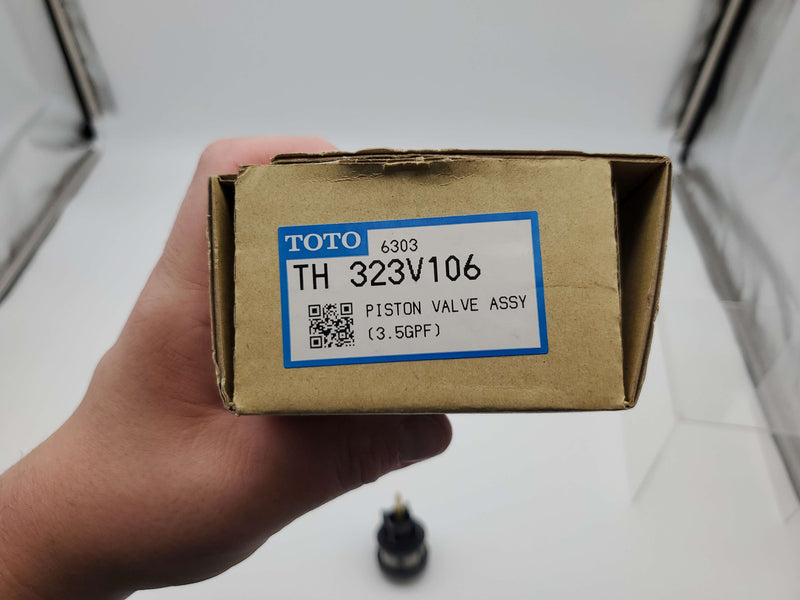 TOTO 6303
TH 323V106
PISTON VALVE ASSY
(3.5GPF)